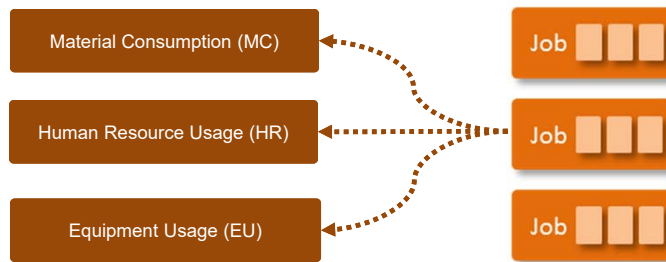 Material Consumption (MC)
Job
Human Resource Usage (HR)
Job
Equipment Usage (EU)
Job